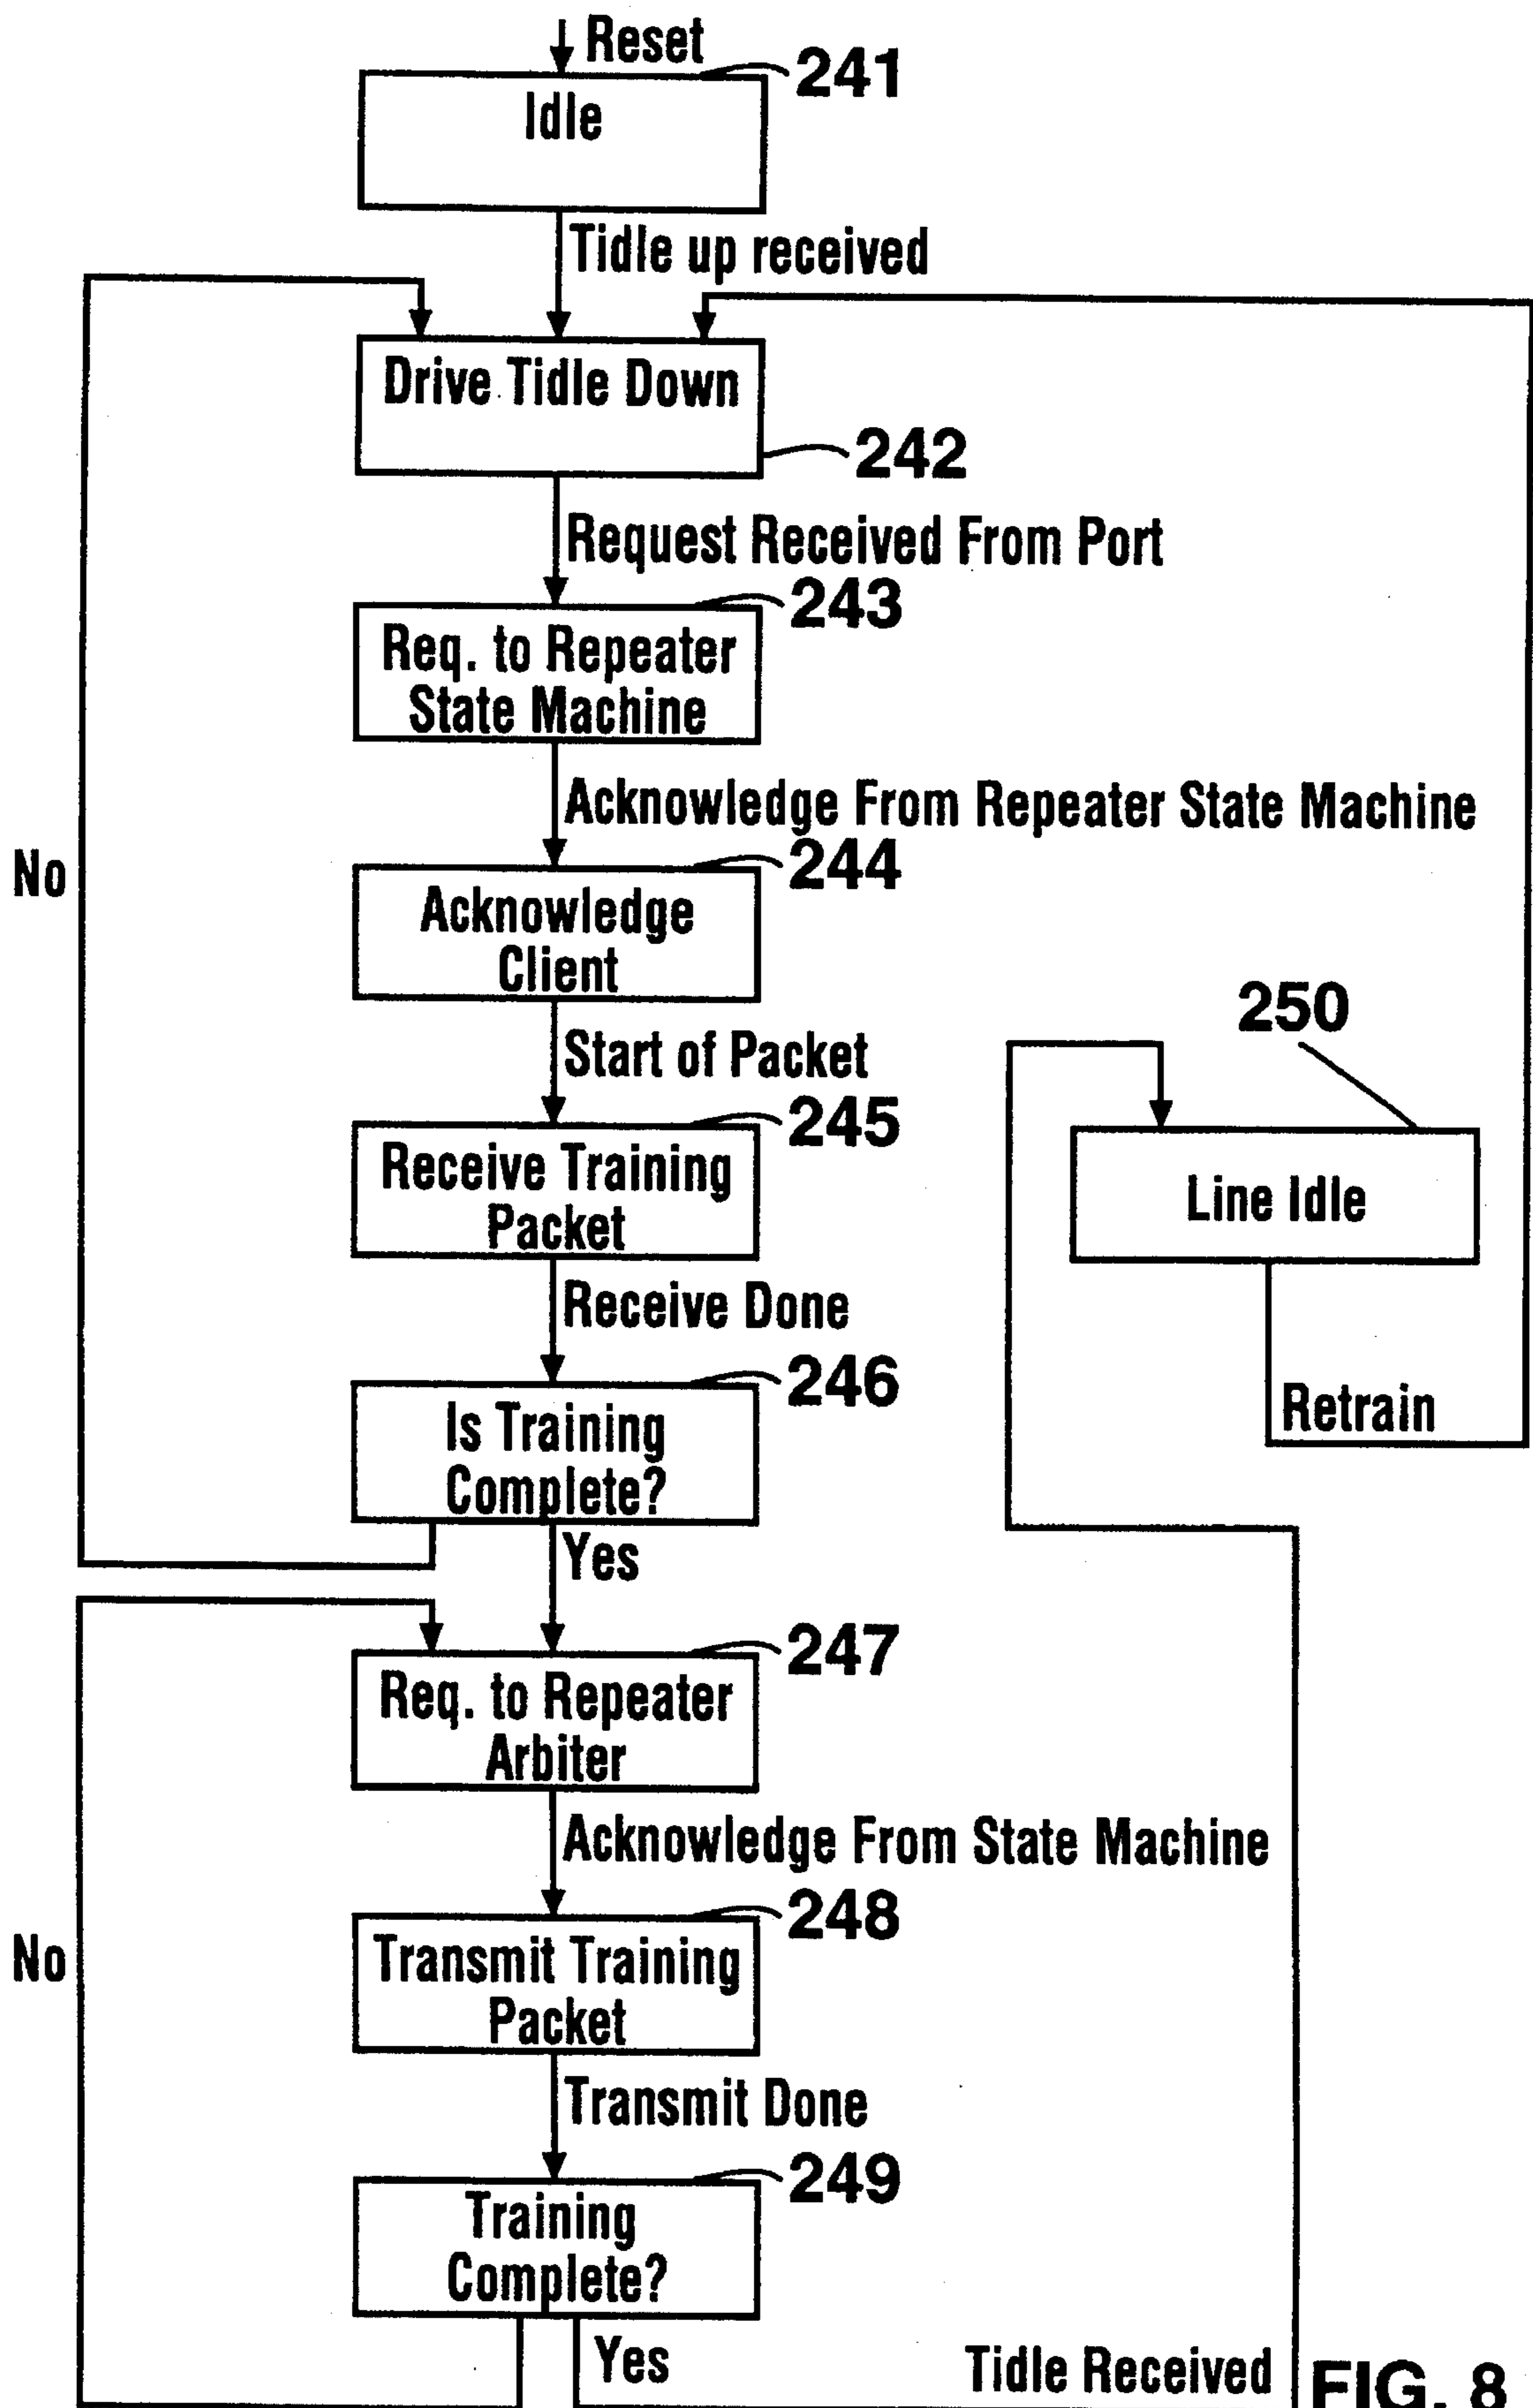 Reset
241
Idle
Tidle up received
Drive Tidle Down
242
Request Received From Port
243
Req. to Repeater
State Machine
Acknowledge From Repeater State Machine
244
No
Acknowledge
Client
250
Start of Packet
245
Receive Training
Packet
Line Idle
Receive Done
246
Is Training
Complete?
Retrain
Yes
247
Req. to Repeater
Arbiter
Acknowledge From State Machine
248
No
Transmit Training
Packet
Transmit Done
249
Training
Complete?
Yes
Tidle Received
FIG. 8